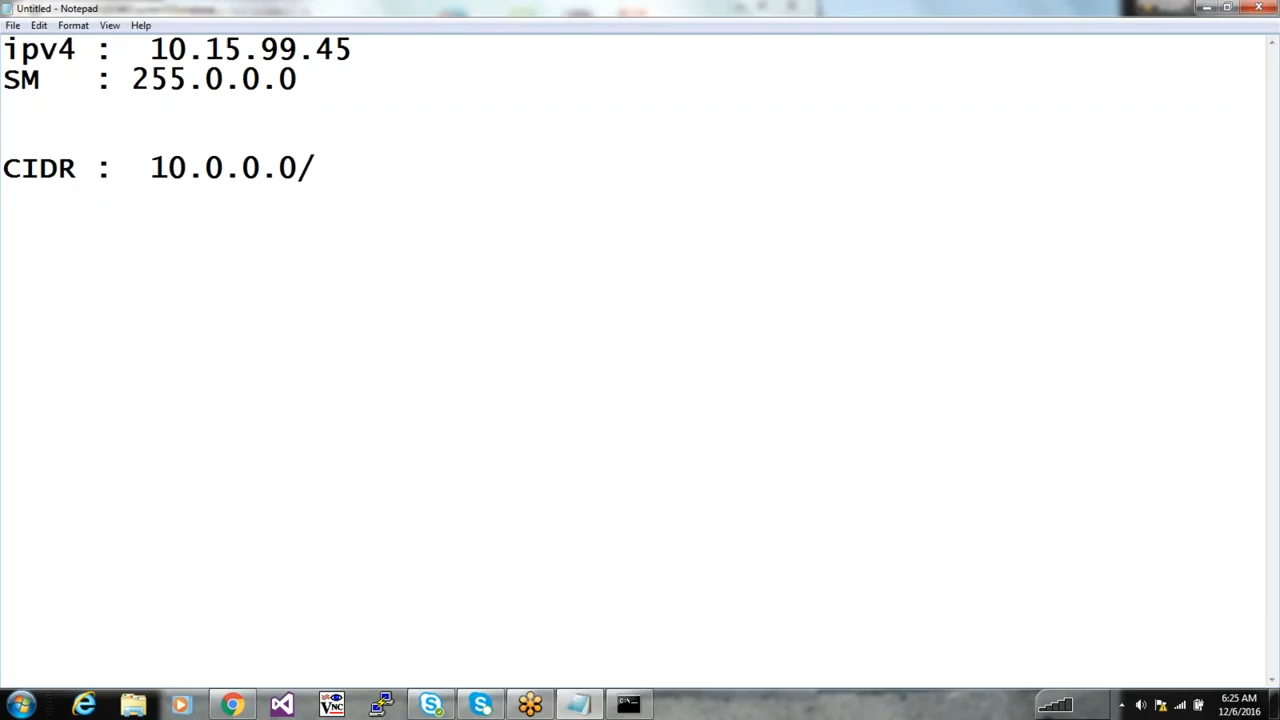 Untitled - Notepad
File Edit Format View Help
ipv4 : 10.15.99.45
SM : 255.0.0.0
CIDR : 10.0.0.0/
6:25 AM
12/6/2016